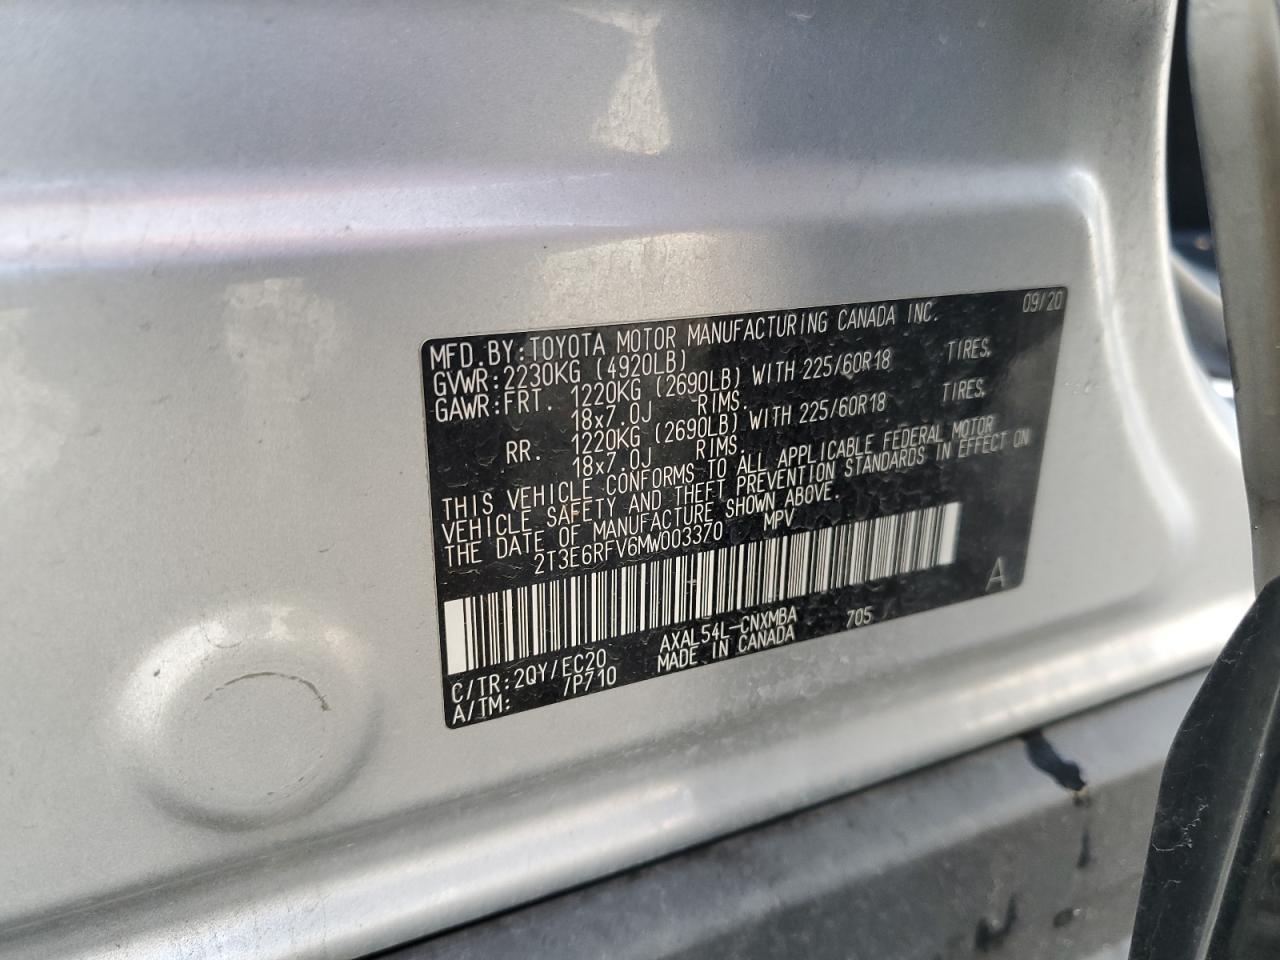 MFD.BY:TOYOTA MOTOR MANUFACTURING CANADA INC. 09/20
GVWR:2230KG (4920LB)
GAWR:FRT. 1220KG (2690LB) WITH 225/60R18 TIRES,
18x7.0J RIMS.
RR. 1220KG (2690LB) WITH 225/60R18 TIRES,
18x7.0J RIMS.
THIS VEHICLE CONFORMS TO ALL APPLICABLE FEDERAL MOTOR
VEHICLE SAFETY AND THEFT PREVENTION STANDARDS IN EFFECT ON
THE DATE OF MANUFACTURE SHOWN ABOVE.
2T3E6RFV6MW003370 MPV
A
C/TR:2QY/EC20 AXAL54L-CNXMBA 705
A/TM: /P710 MADE IN CANADA